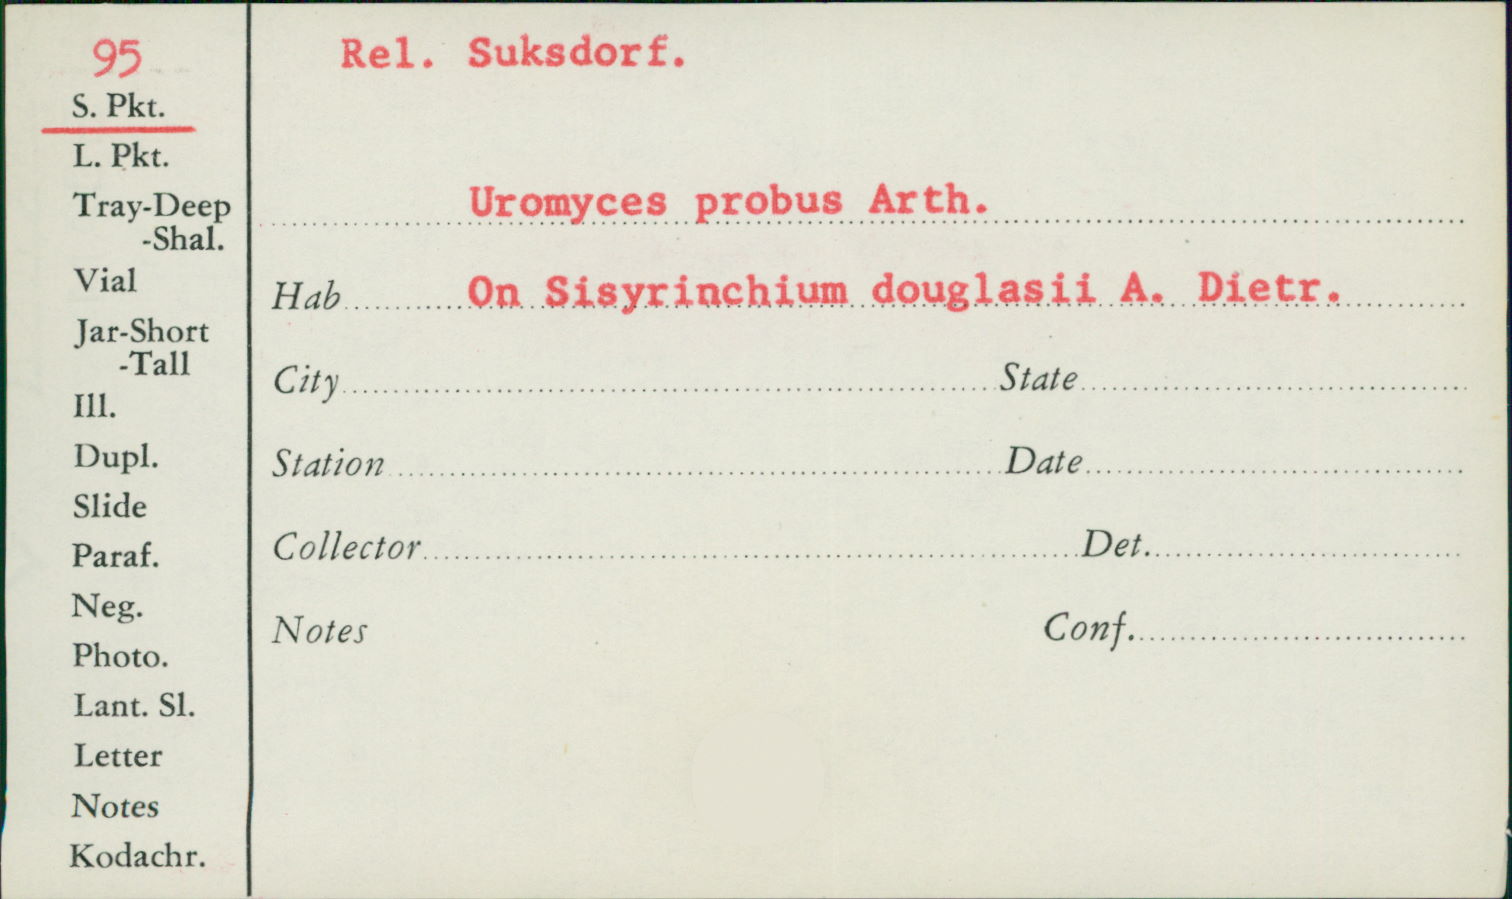 95
S. Pkt.
L. Pkt.
Tray-Deep
-Shal.
Vial
Jar-Short
-Tall
Ill.
Dupl.
Slide
Paraf.
Neg.
Photo.
Lant. Sl.
Letter
Notes
Kodachr.
Rel. Suksdorf.
Uromyces probus Arth.
Hab On Sisyrinchium douglasii A. Dietr.
City State
Station Date
Collector Det.
Notes Conf.